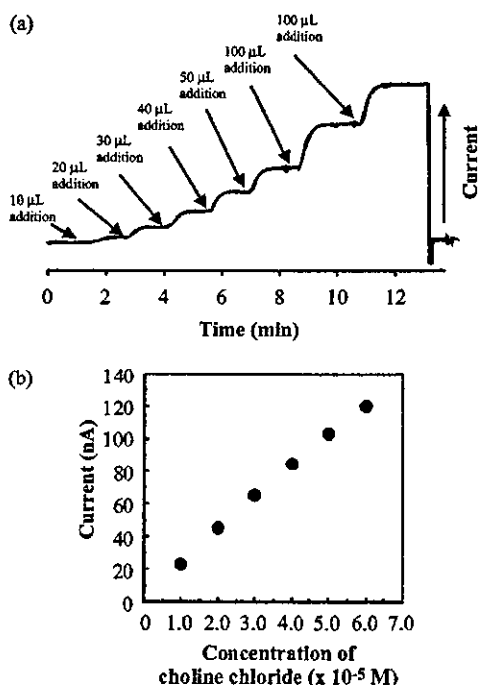 (a)
100 µL
addition
100 µL
addition
50 µL
addition
40 µL
addition
30 µL
addition
20 µL
addition
10 µL
addition
Current
0 2 4 6 8 10 12
Time (min)
(b)
140
120
100
80
60
40
20
0
Current (nA)
0 1.0 2.0 3.0 4.0 5.0 6.0 7.0
Concentration of
choline chloride (x 10⁻⁵ M)